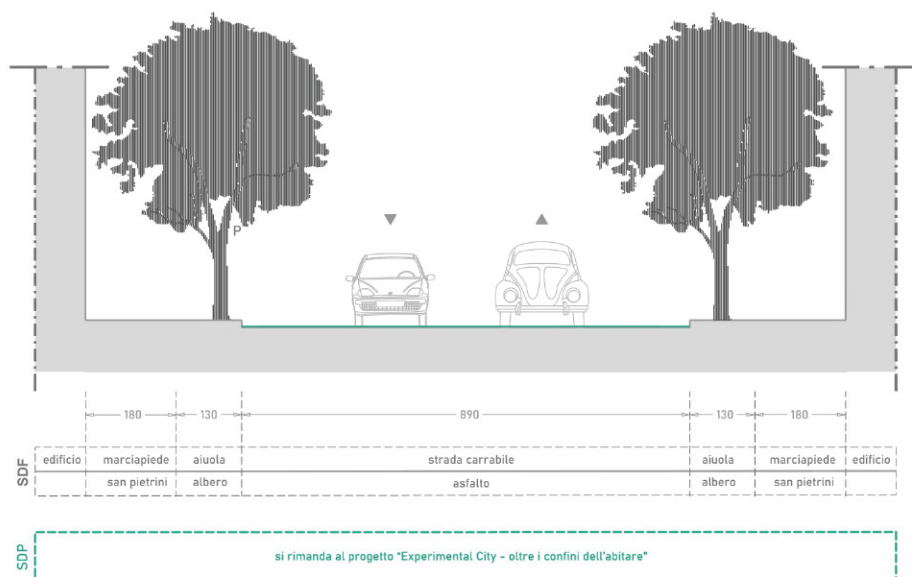 P
180 130 890 130 180
SDF
edificio marciapiede aiuola strada carrabile aiuola marciapiede edificio
san pietrini albero asfalto albero san pietrini
SDP
si rimanda al progetto "Experimental City - oltre i confini dell'abitare"